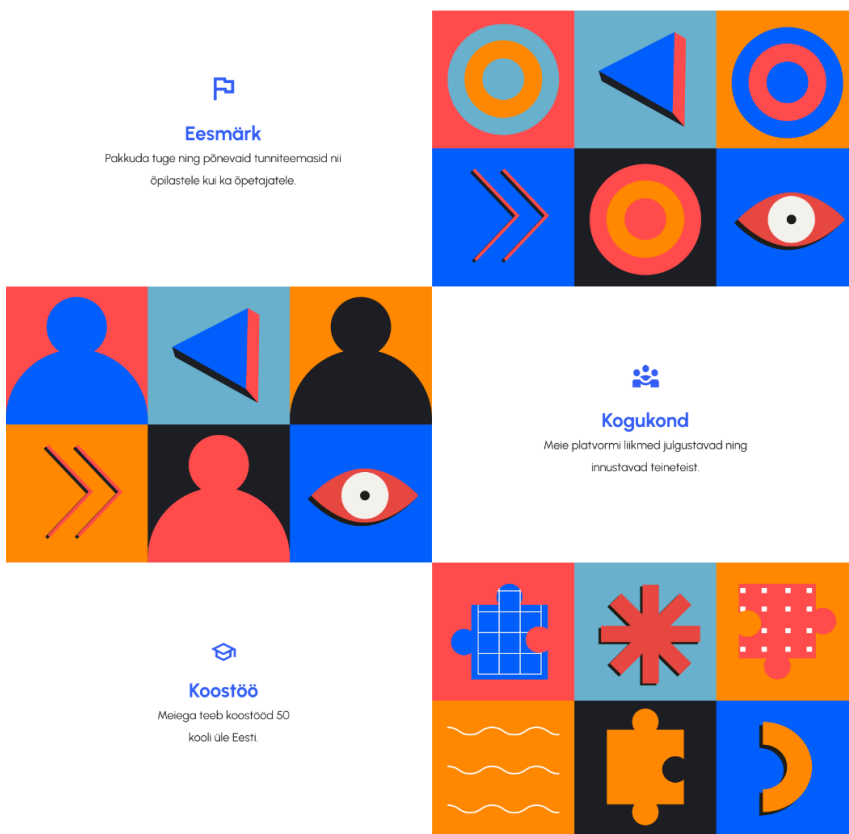 Eesmärk
Pakkuda tuge ning põnevaid tunniteemasid nii
õpilastele kui ka õpetajatele.
Kogukond
Meie platvormi liikmed julgustavad ning
innustavad teineteist.
Koostöö
Meiega teeb koostööd 50
kooli üle Eesti.